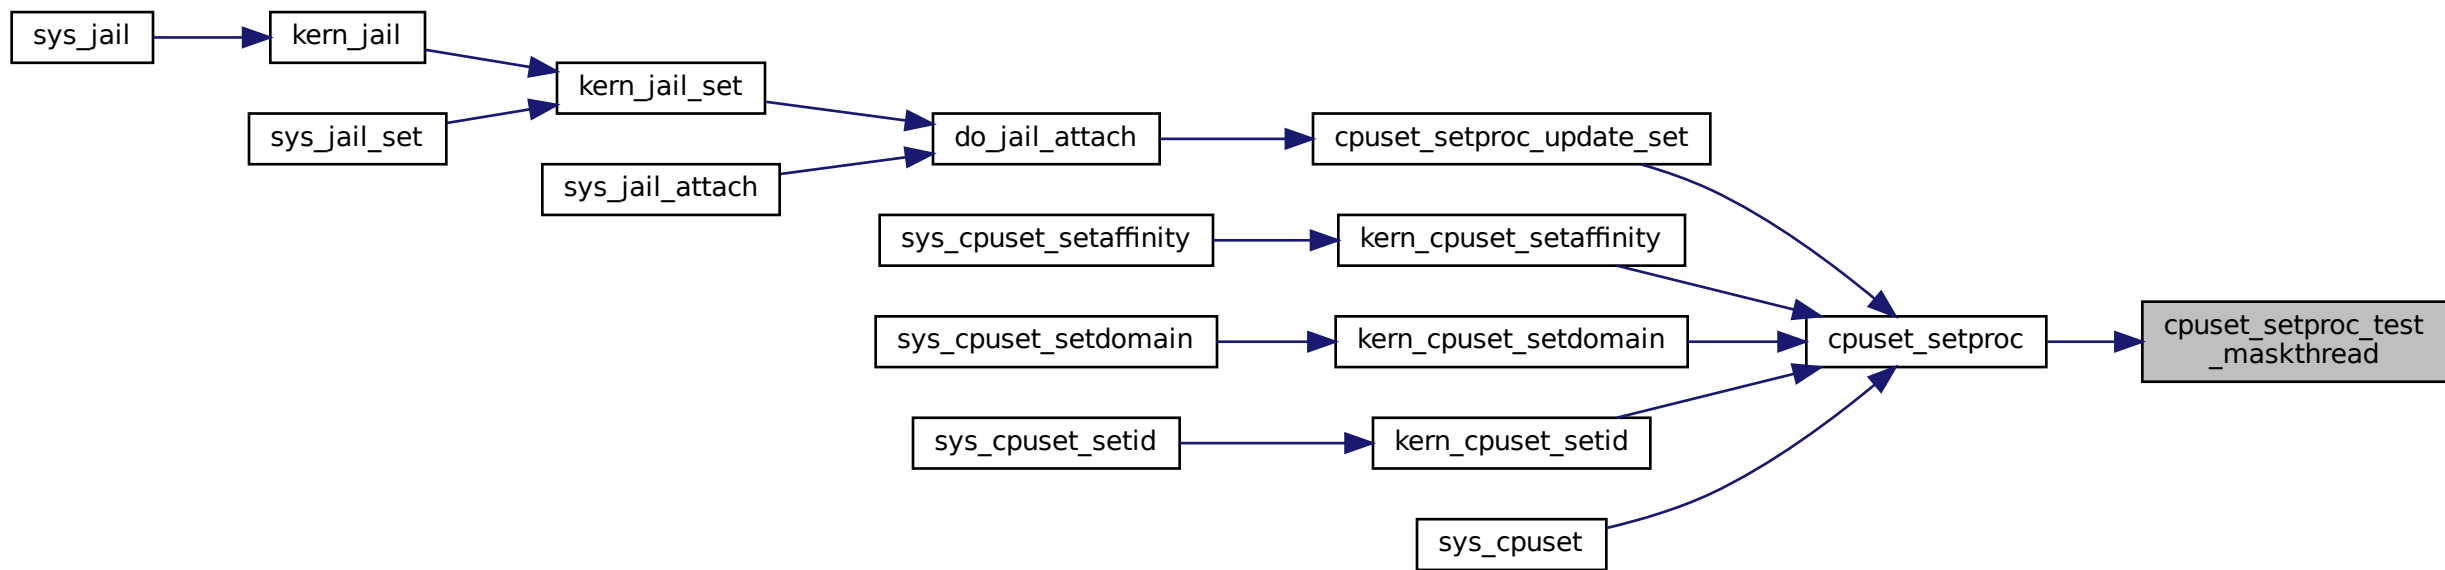 sys_jail
kern_jail
kern_jail_set
sys_jail_set
do_jail_attach
cpuset_setproc_update_set
sys_jail_attach
sys_cpuset_setaffinity
kern_cpuset_setaffinity
sys_cpuset_setdomain
kern_cpuset_setdomain
cpuset_setproc
cpuset_setproc_test
_maskthread
sys_cpuset_setid
kern_cpuset_setid
sys_cpuset